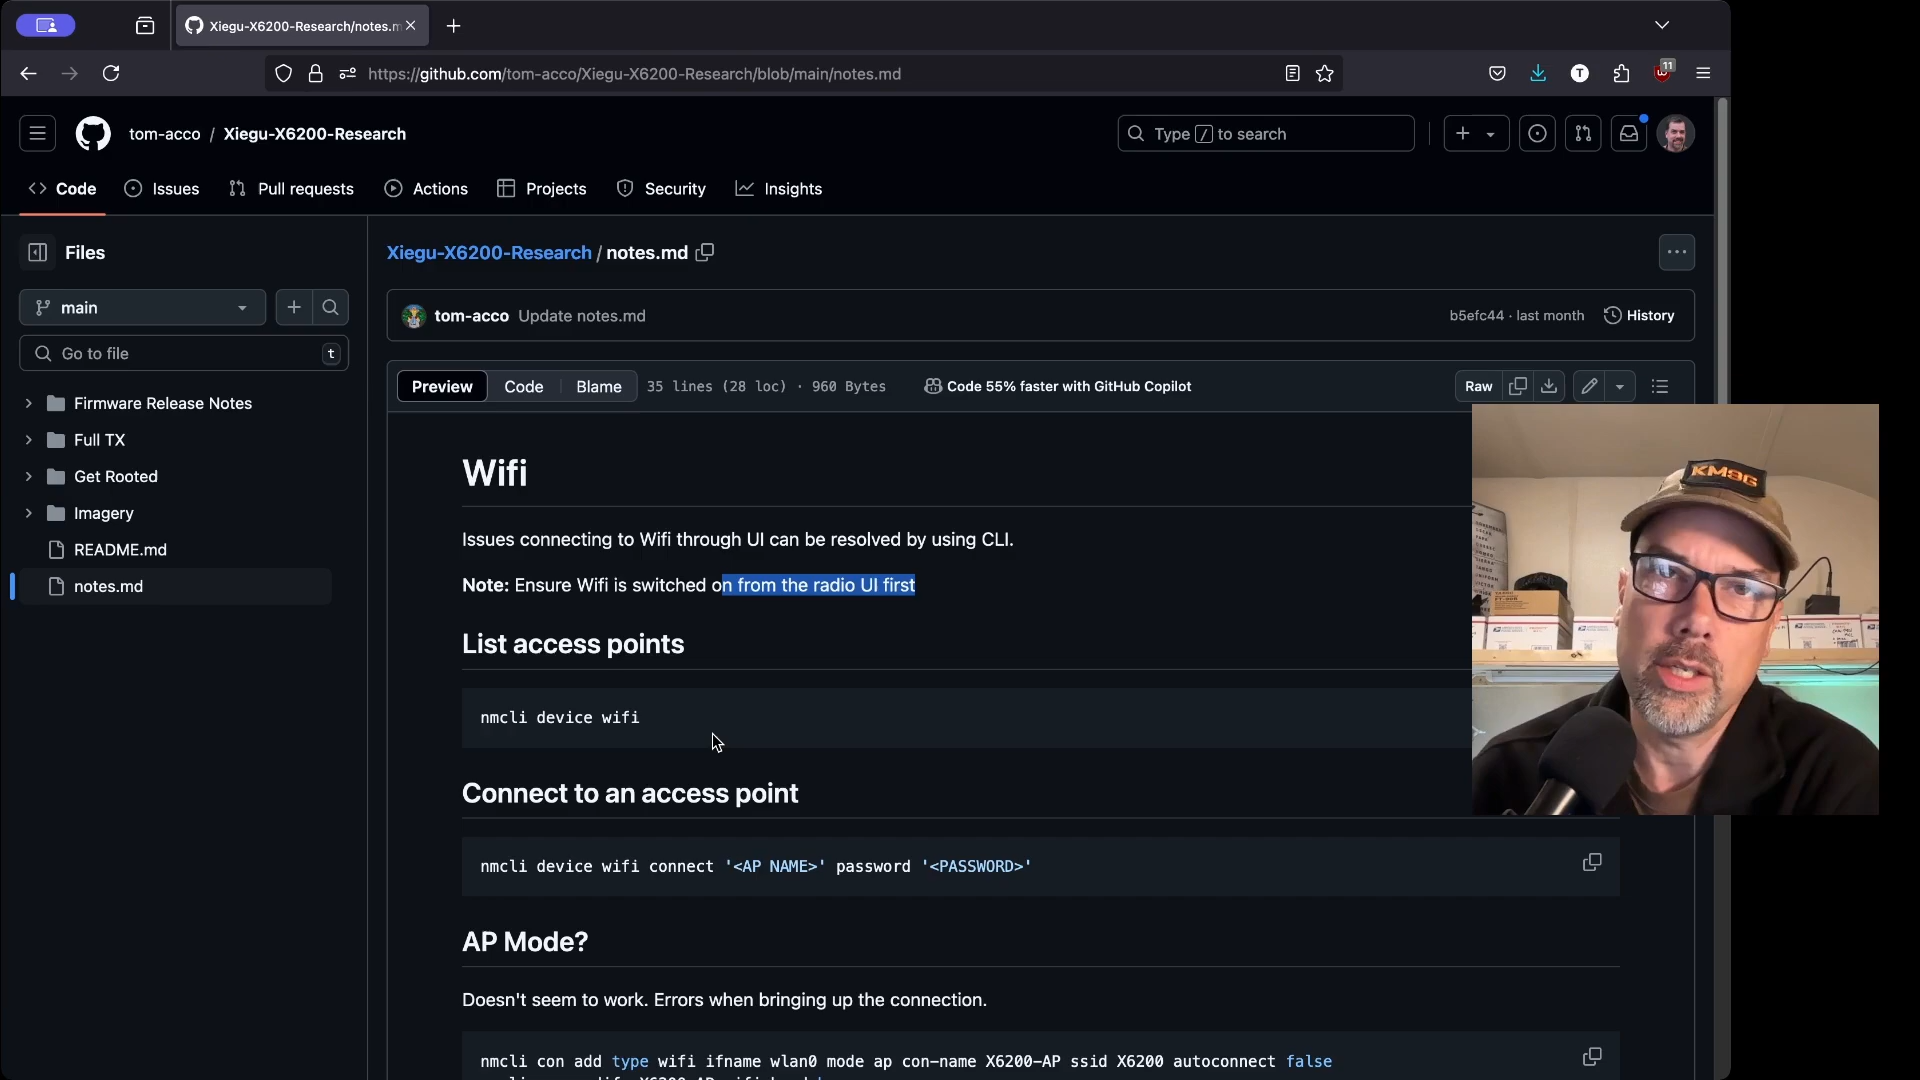 Xiegu-X6200-Research/notes.m
https://github.com/tom-acco/Xiegu-X6200-Research/blob/main/notes.md
T
11
tom-acco / Xiegu-X6200-Research
Type / to search
Code
Issues
Pull requests
Actions
Projects
Security
Insights
Files
main
Go to file
t
Firmware Release Notes
Full TX
Get Rooted
Imagery
README.md
notes.md
Xiegu-X6200-Research / notes.md
tom-acco Update notes.md
b5efc44 · last month
History
Preview
Code
Blame
35 lines (28 loc) · 960 Bytes
Code 55% faster with GitHub Copilot
Raw
Wifi
Issues connecting to Wifi through UI can be resolved by using CLI.
Note: Ensure Wifi is switched on from the radio UI first
List access points
nmcli device wifi
Connect to an access point
nmcli device wifi connect '<AP NAME>' password '<PASSWORD>'
AP Mode?
Doesn't seem to work. Errors when bringing up the connection.
nmcli con add type wifi ifname wlan0 mode ap con-name X6200-AP ssid X6200 autoconnect false
KM9G